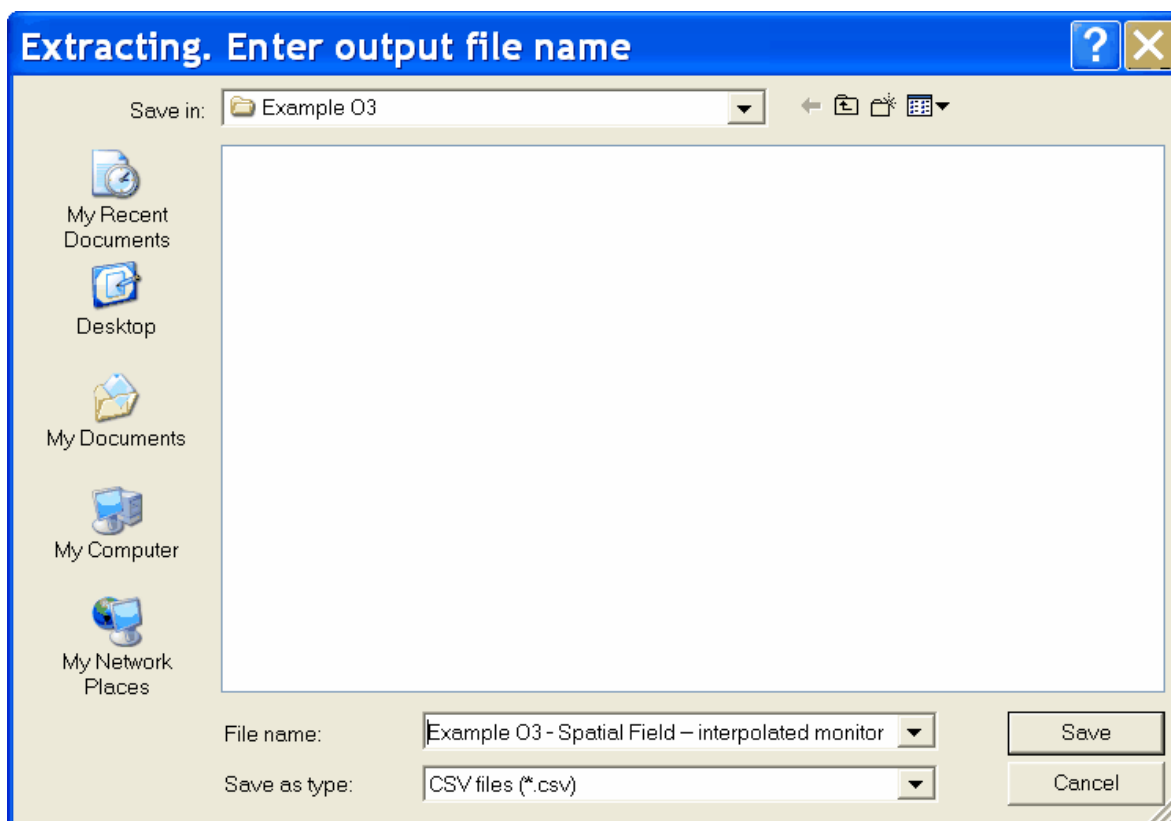 Extracting. Enter output file name
Save in:
Example O3
My Recent
Documents
Desktop
My Documents
My Computer
My Network
Places
File name:
Example O3 - Spatial Field – interpolated monitor
Save
Save as type:
CSV files (*.csv)
Cancel